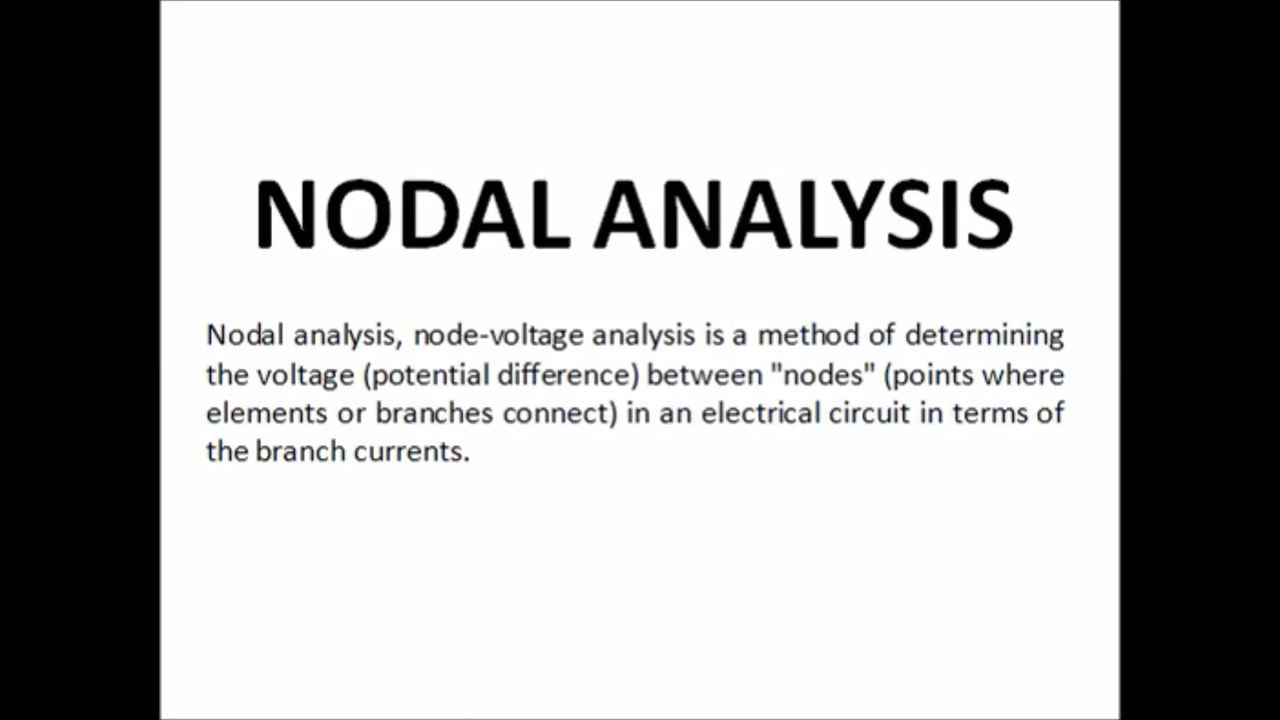 NODAL ANALYSIS
Nodal analysis, node-voltage analysis is a method of determining
the voltage (potential difference) between "nodes" (points where
elements or branches connect) in an electrical circuit in terms of
the branch currents.